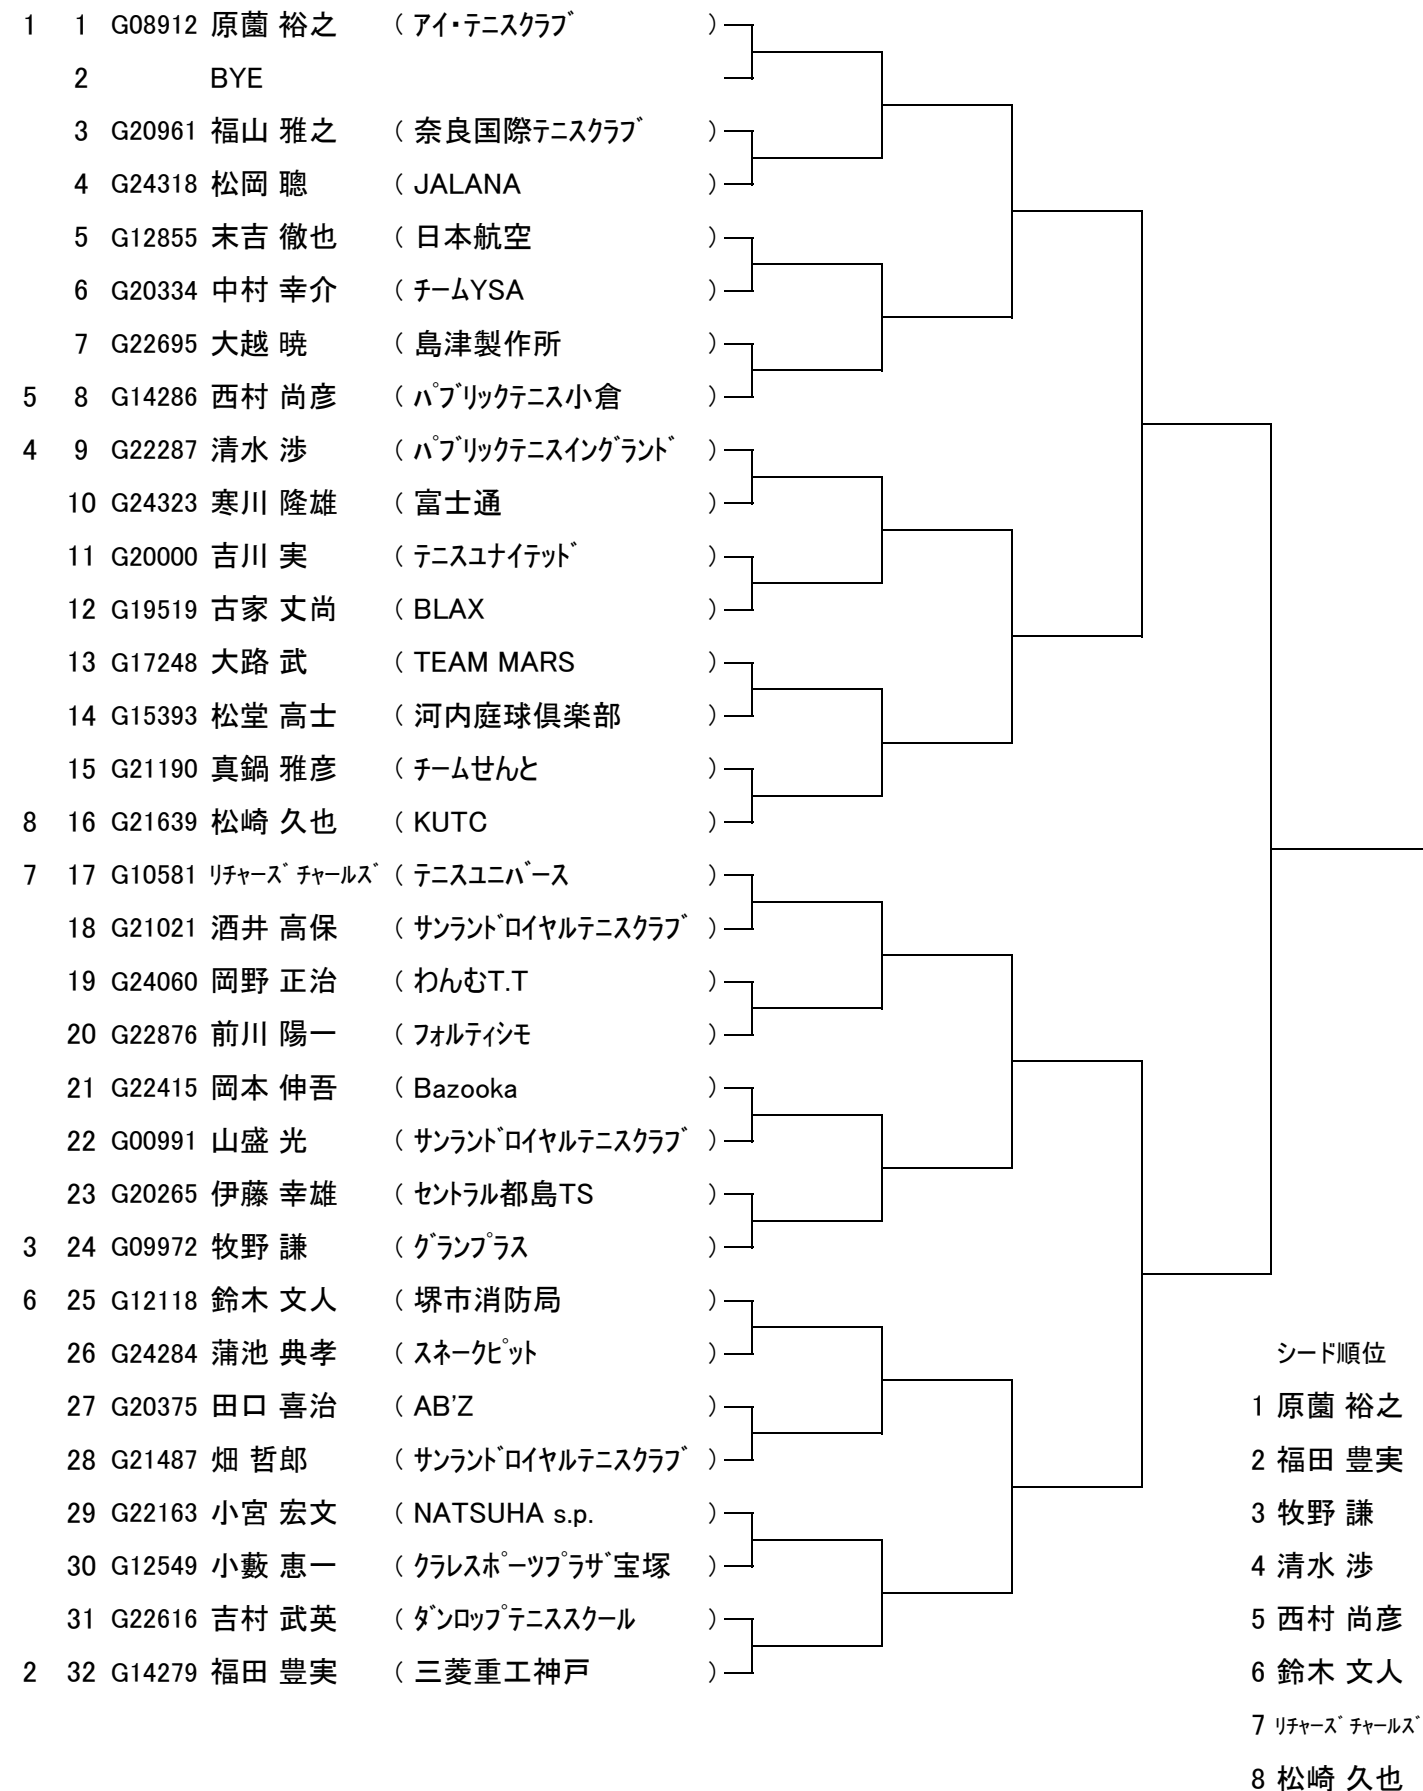 1 1 G08912 原薗 裕之 ( ｱｲ･ﾃﾆｽｸﾗﾌﾞ )
2 BYE
3 G20961 福山 雅之 ( 奈良国際ﾃﾆｽｸﾗﾌﾞ )
4 G24318 松岡 聰 ( JALANA )
5 G12855 末吉 徹也 ( 日本航空 )
6 G20334 中村 幸介 ( ﾁｰﾑYSA )
7 G22695 大越 暁 ( 島津製作所 )
5 8 G14286 西村 尚彦 ( ﾊﾟﾌﾞﾘｯｸﾃﾆｽ小倉 )
4 9 G22287 清水 渉 ( ﾊﾟﾌﾞﾘｯｸﾃﾆｽｲﾝｸﾞﾗﾝﾄﾞ )
10 G24323 寒川 隆雄 ( 富士通 )
11 G20000 吉川 実 ( ﾃﾆｽﾕﾅｲﾃｯﾄﾞ )
12 G19519 古家 丈尚 ( BLAX )
13 G17248 大路 武 ( TEAM MARS )
14 G15393 松堂 高士 ( 河内庭球倶楽部 )
15 G21190 真鍋 雅彦 ( ﾁｰﾑせんと )
8 16 G21639 松崎 久也 ( KUTC )
7 17 G10581 ﾘﾁｬｰｽﾞ ﾁｬｰﾙｽﾞ ( ﾃﾆｽﾕﾆﾊﾞｰｽ )
18 G21021 酒井 高保 ( ｻﾝﾗﾝﾄﾞﾛｲﾔﾙﾃﾆｽｸﾗﾌﾞ )
19 G24060 岡野 正治 ( わんむT.T )
20 G22876 前川 陽一 ( ﾌｫﾙﾃｨｼﾓ )
21 G22415 岡本 伸吾 ( Bazooka )
22 G00991 山盛 光 ( ｻﾝﾗﾝﾄﾞﾛｲﾔﾙﾃﾆｽｸﾗﾌﾞ )
23 G20265 伊藤 幸雄 ( ｾﾝﾄﾗﾙ都島TS )
3 24 G09972 牧野 謙 ( ｸﾞﾗﾝﾌﾟﾗｽ )
6 25 G12118 鈴木 文人 ( 堺市消防局 )
26 G24284 蒲池 典孝 ( ｽﾈｰｸﾋﾟｯﾄ )
27 G20375 田口 喜治 ( AB'Z )
28 G21487 畑 哲郎 ( ｻﾝﾗﾝﾄﾞﾛｲﾔﾙﾃﾆｽｸﾗﾌﾞ )
29 G22163 小宮 宏文 ( NATSUHA s.p. )
30 G12549 小藪 恵一 ( ｸﾗﾚｽﾎﾟｰﾂﾌﾟﾗｻﾞ宝塚 )
31 G22616 吉村 武英 ( ﾀﾞﾝﾛｯﾌﾟﾃﾆｽｽｸｰﾙ )
2 32 G14279 福田 豊実 ( 三菱重工神戸 )
シード順位
1 原薗 裕之
2 福田 豊実
3 牧野 謙
4 清水 渉
5 西村 尚彦
6 鈴木 文人
7 ﾘﾁｬｰｽﾞ ﾁｬｰﾙｽﾞ
8 松崎 久也